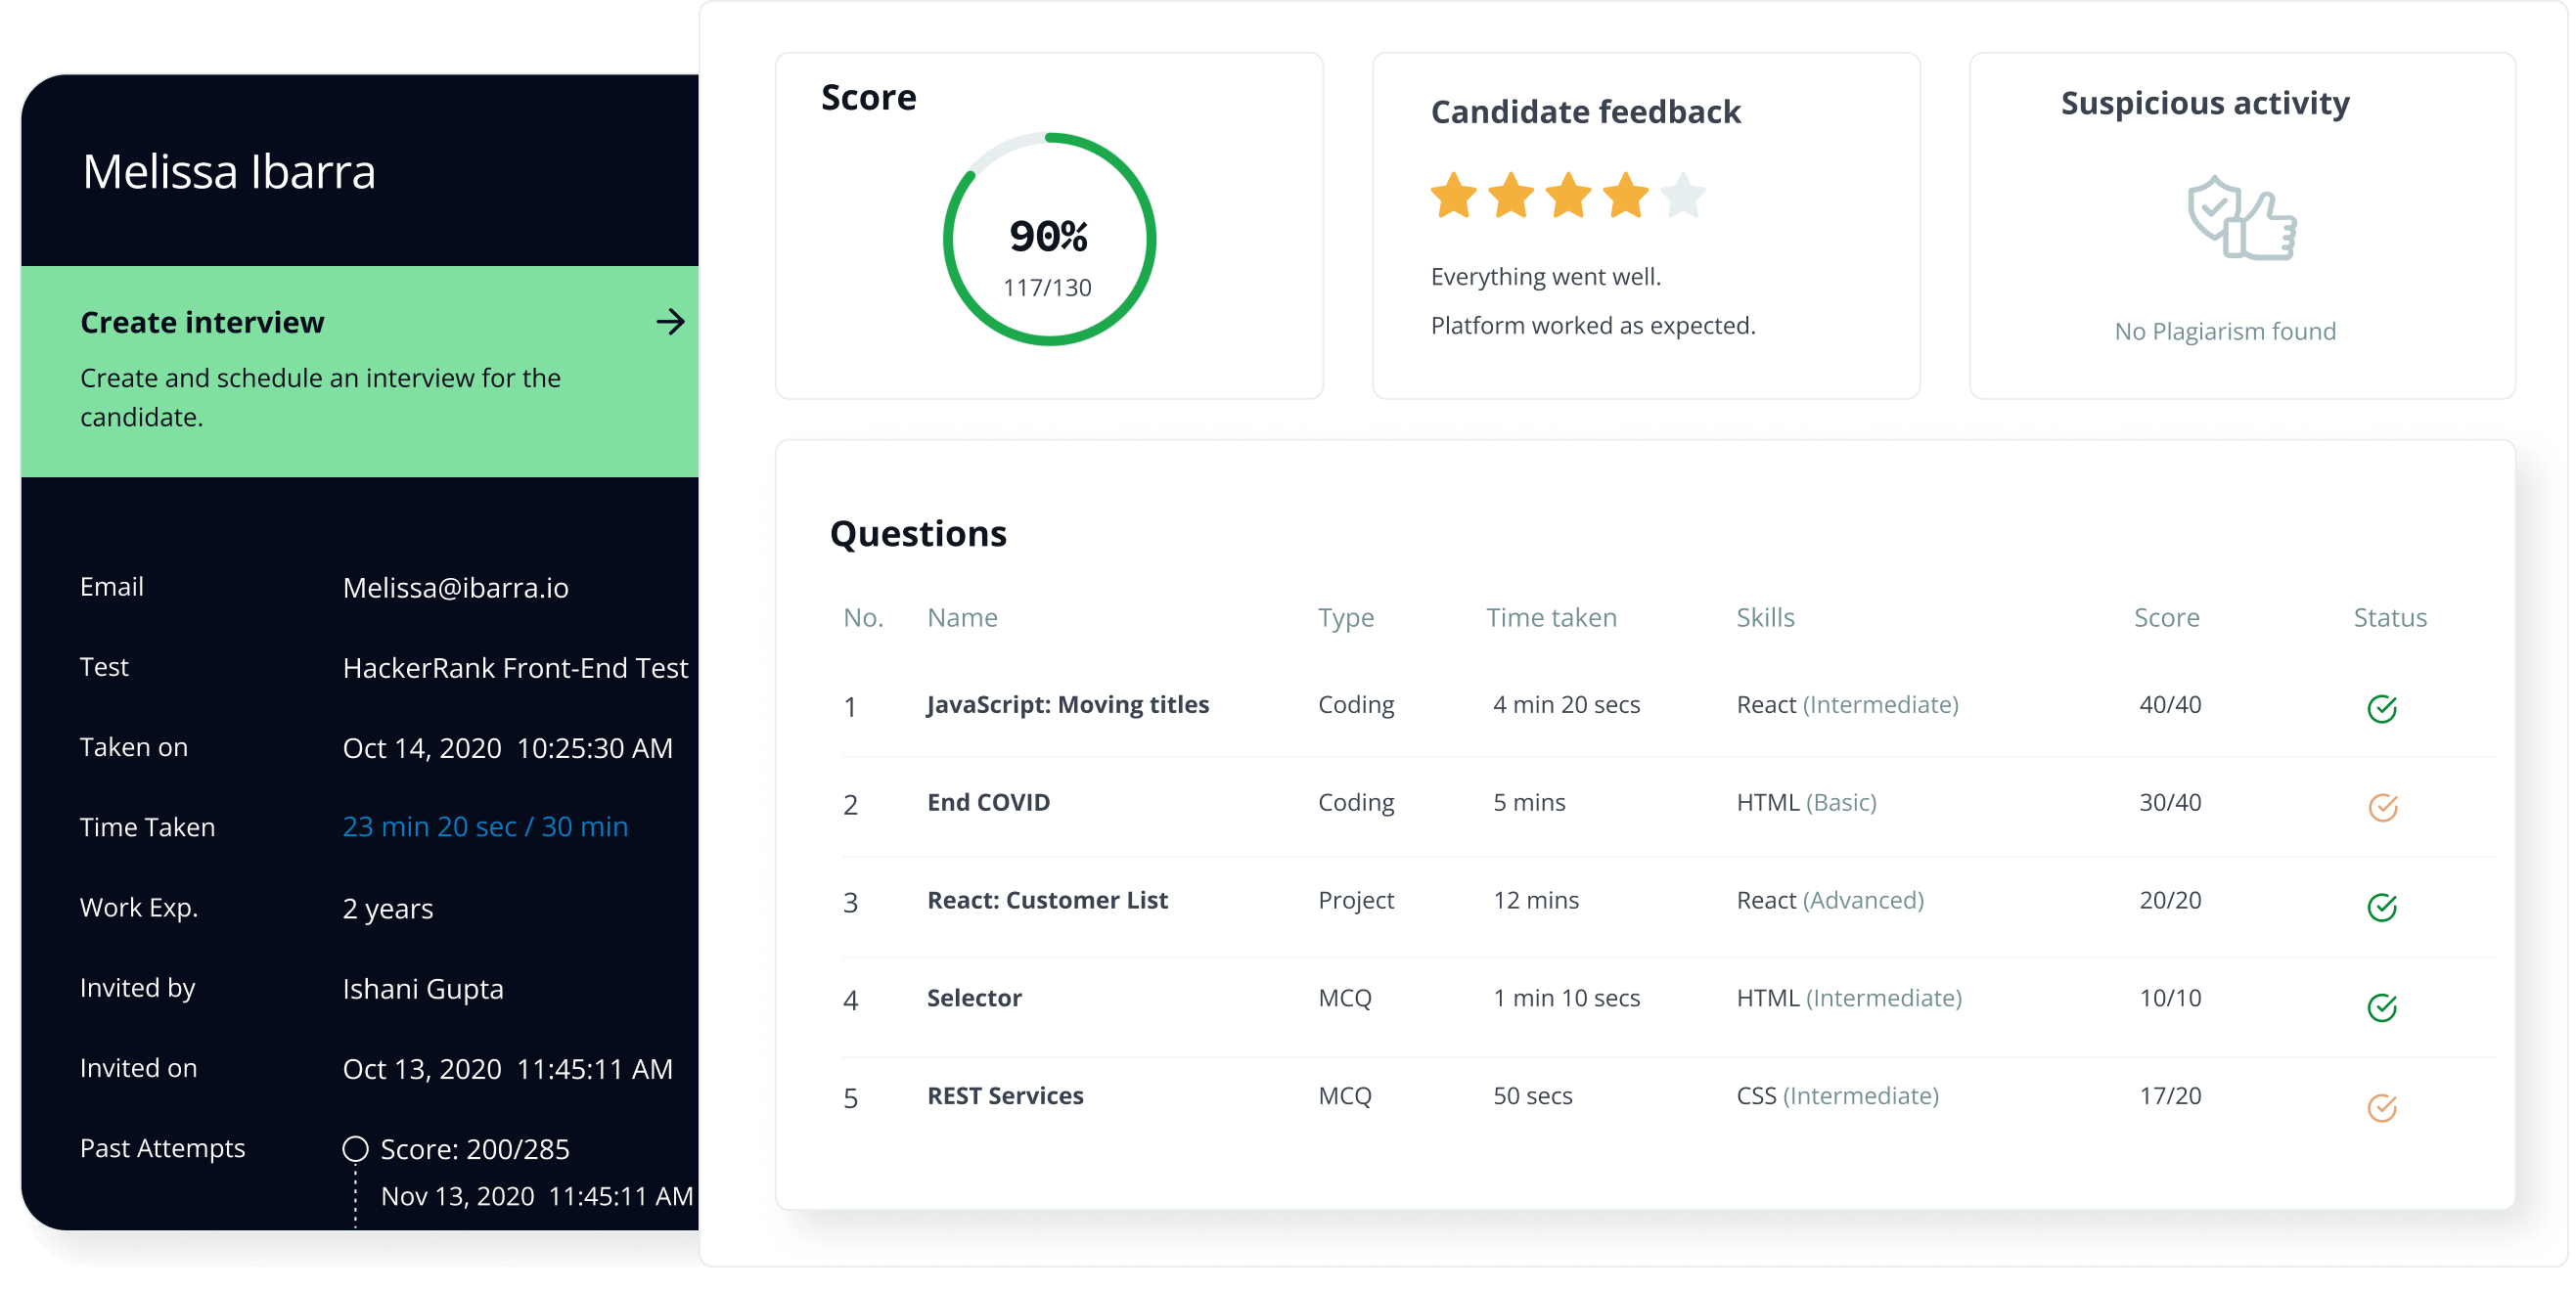 Melissa Ibarra
Create interview
Create and schedule an interview for the
candidate.
Email Melissa@ibarra.io
Test HackerRank Front-End Test
Taken on Oct 14, 2020 10:25:30 AM
Time Taken 23 min 20 sec / 30 min
Work Exp. 2 years
Invited by Ishani Gupta
Invited on Oct 13, 2020 11:45:11 AM
Past Attempts Score: 200/285
Nov 13, 2020 11:45:11 AM
Score
90%
117/130
Candidate feedback
Everything went well.
Platform worked as expected.
Suspicious activity
No Plagiarism found
Questions
No. Name Type Time taken Skills Score Status
1 JavaScript: Moving titles Coding 4 min 20 secs React (Intermediate) 40/40
2 End COVID Coding 5 mins HTML (Basic) 30/40
3 React: Customer List Project 12 mins React (Advanced) 20/20
4 Selector MCQ 1 min 10 secs HTML (Intermediate) 10/10
5 REST Services MCQ 50 secs CSS (Intermediate) 17/20